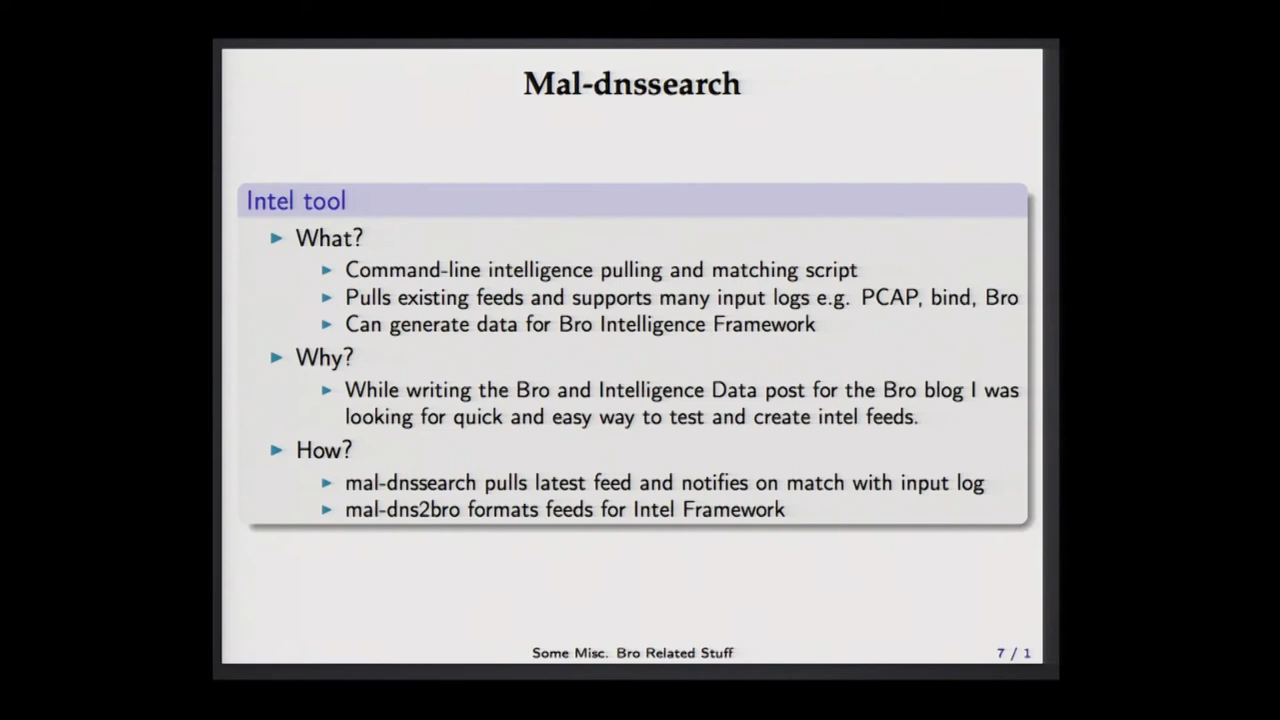 Mal-dnssearch
Intel tool
What?
Command-line intelligence pulling and matching script
Pulls existing feeds and supports many input logs e.g. PCAP, bind, Bro
Can generate data for Bro Intelligence Framework
Why?
While writing the Bro and Intelligence Data post for the Bro blog I was
looking for quick and easy way to test and create intel feeds.
How?
mal-dnssearch pulls latest feed and notifies on match with input log
mal-dns2bro formats feeds for Intel Framework
Some Misc. Bro Related Stuff
7 / 1